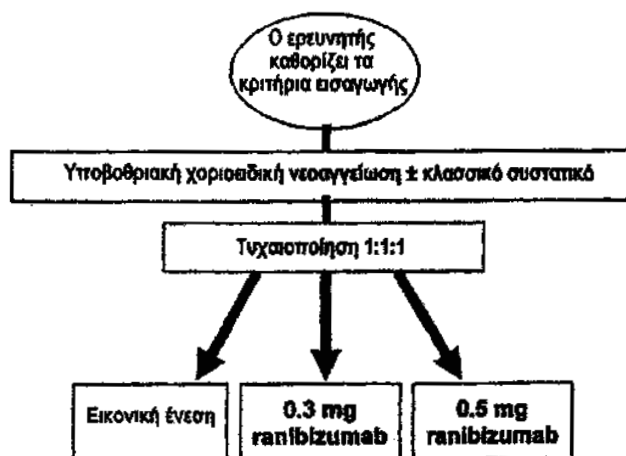 Ο ερευνητής
καθορίζει τα
κριτήρια εισαγωγής
Υποβοθριακή χοριοειδική νεοαγγείωση ± κλασσικό συστατικό
Τυχαιοποίηση 1:1:1
Εικονική ένεση
0.3 mg
ranibizumab
0.5 mg
ranibizumab